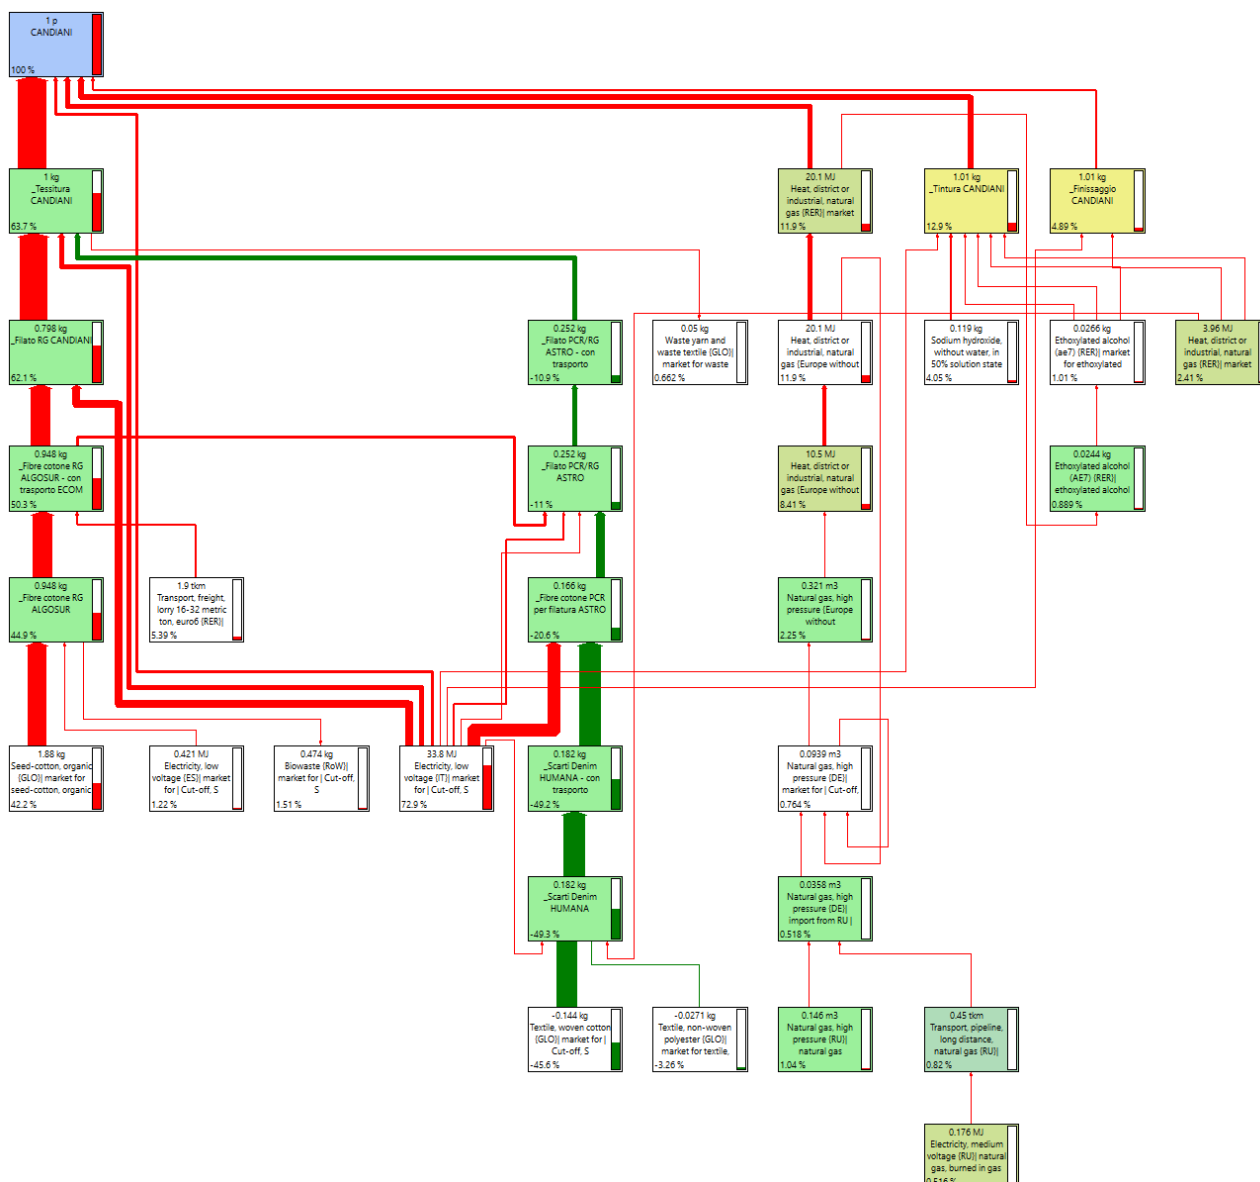 1 p
CANDIANI
100 %
1 kg
_Tessitura
CANDIANI
63.7 %
20.1 MJ
Heat, district or
industrial, natural
gas {RER}| market
11.9 %
1.01 kg
_Tintura CANDIANI
12.9 %
1.01 kg
_Finissaggio
CANDIANI
4.89 %
0.798 kg
_Filato RG CANDIANI
62.1 %
0.252 kg
_Filato PCR/RG
ASTRO - con
trasporto
-10.9 %
0.05 kg
Waste yarn and
waste textile {GLO}|
market for waste
0.662 %
20.1 MJ
Heat, district or
industrial, natural
gas {Europe without
11.9 %
0.119 kg
Sodium hydroxide,
without water, in
50% solution state
4.05 %
0.0266 kg
Ethoxylated alcohol
(ae7) {RER}| market
for ethoxylated
1.01 %
3.96 MJ
Heat, district or
industrial, natural
gas {RER}| market
2.41 %
0.948 kg
_Fibre cotone RG
ALGOSUR - con
trasporto ECOM
50.3 %
0.252 kg
_Filato PCR/RG
ASTRO
-11 %
10.5 MJ
Heat, district or
industrial, natural
gas {Europe without
8.41 %
0.0244 kg
Ethoxylated alcohol
(AE7) {RER}|
ethoxylated alcohol
0.889 %
0.948 kg
_Fibre cotone RG
ALGOSUR
44.9 %
1.9 tkm
Transport, freight,
lorry 16-32 metric
ton, euro6 {RER}|
5.39 %
0.166 kg
_Fibre cotone PCR
per filatura ASTRO
-20.6 %
0.321 m3
Natural gas, high
pressure {Europe
without
2.25 %
1.88 kg
Seed-cotton, organic
{GLO}| market for
seed-cotton, organic
42.2 %
0.421 MJ
Electricity, low
voltage {ES}| market
for | Cut-off, S
1.22 %
0.474 kg
Biowaste {RoW}|
market for | Cut-off,
S
1.51 %
33.8 MJ
Electricity, low
voltage {IT}| market
for | Cut-off, S
72.9 %
0.182 kg
_Scarti Denim
HUMANA - con
trasporto
-49.2 %
0.0939 m3
Natural gas, high
pressure {DE}|
market for | Cut-off,
0.764 %
0.182 kg
_Scarti Denim
HUMANA
-49.3 %
0.0358 m3
Natural gas, high
pressure {DE}|
import from RU |
0.518 %
-0.144 kg
Textile, woven cotton
{GLO}| market for |
Cut-off, S
-45.6 %
-0.0271 kg
Textile, non-woven
polyester {GLO}|
market for textile,
-3.26 %
0.146 m3
Natural gas, high
pressure {RU}|
natural gas
1.04 %
0.45 tkm
Transport, pipeline,
long distance,
natural gas {RU}|
0.82 %
0.176 MJ
Electricity, medium
voltage {RU}| natural
gas, burned in gas
0.516 %